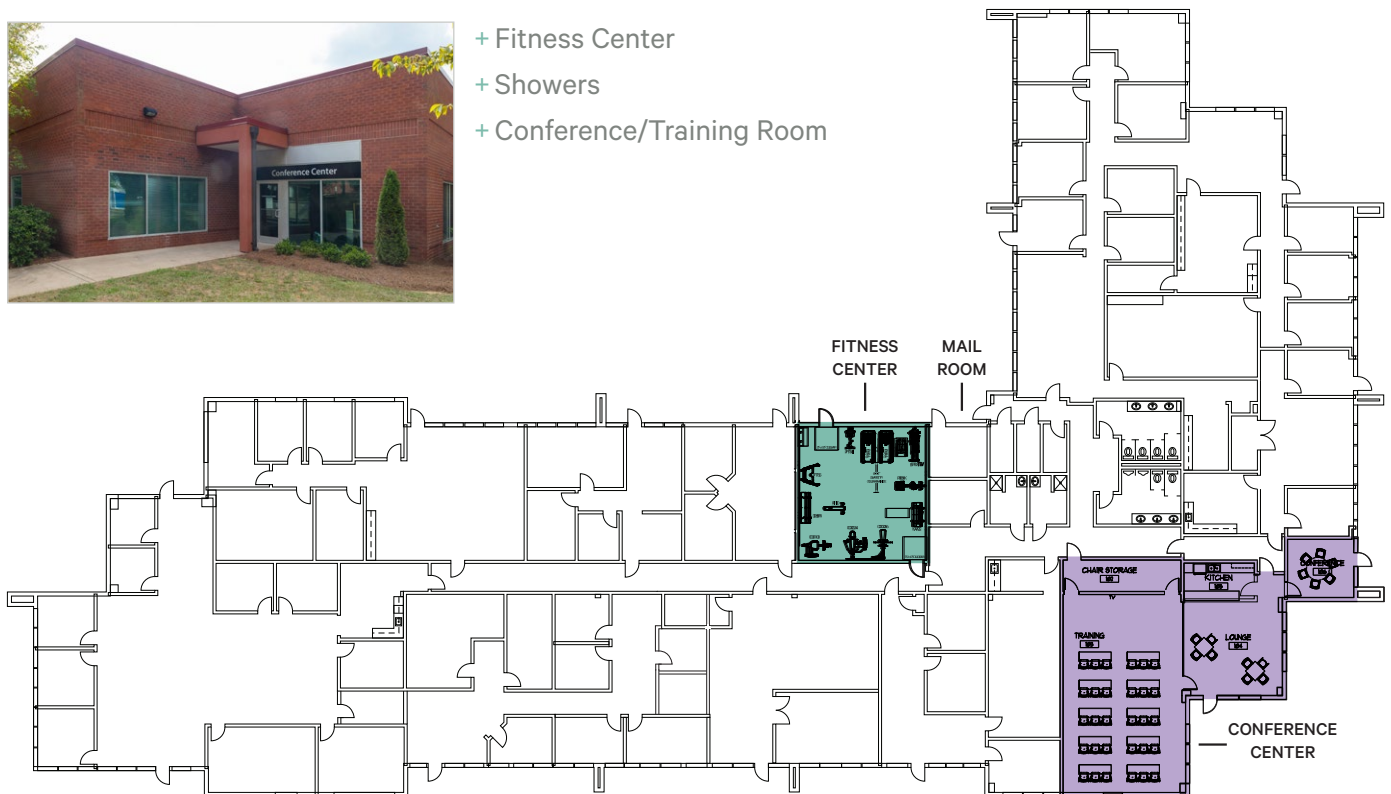 Conference Center
+ Fitness Center
+ Showers
+ Conference/Training Room
FITNESS
CENTER
MAIL
ROOM
CHAIR STORAGE
TV
KITCHEN
CONFERENCE
TRAINING
LOUNGE
164
CONFERENCE
CENTER